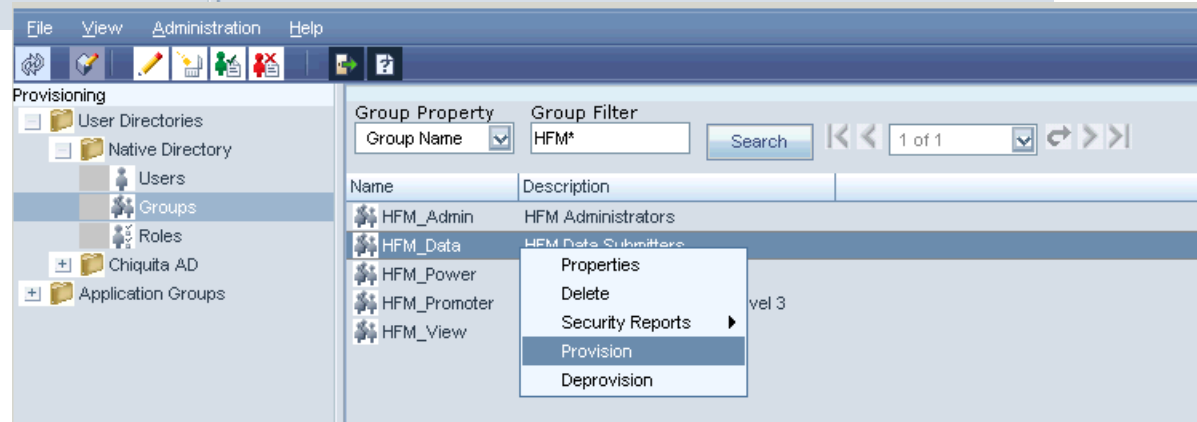 File View Administration Help
Provisioning
User Directories
Native Directory
Users
Groups
Roles
Chiquita AD
Application Groups
Group Property Group Filter
Group Name HFM* Search 1 of 1
Name Description
HFM_Admin HFM Administrators
HFM_Data HFM Data Submitters
HFM_Power
HFM_Promoter vel 3
HFM_View
Properties
Delete
Security Reports
Provision
Deprovision